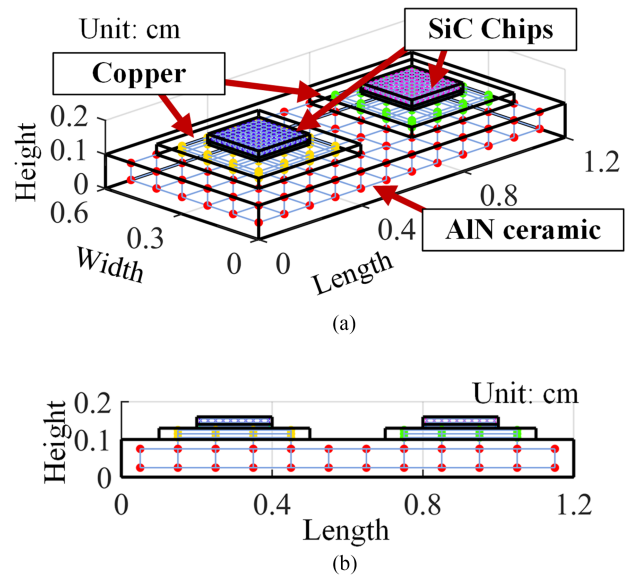 Unit: cm
SiC Chips
Copper
0.2
0.1
0
Height
0.6
0.3
0
Width
0
0.4
0.8
1.2
Length
AlN ceramic
(a)
Unit: cm
0.2
0.1
0
Height
0
0.4
0.8
1.2
Length
(b)